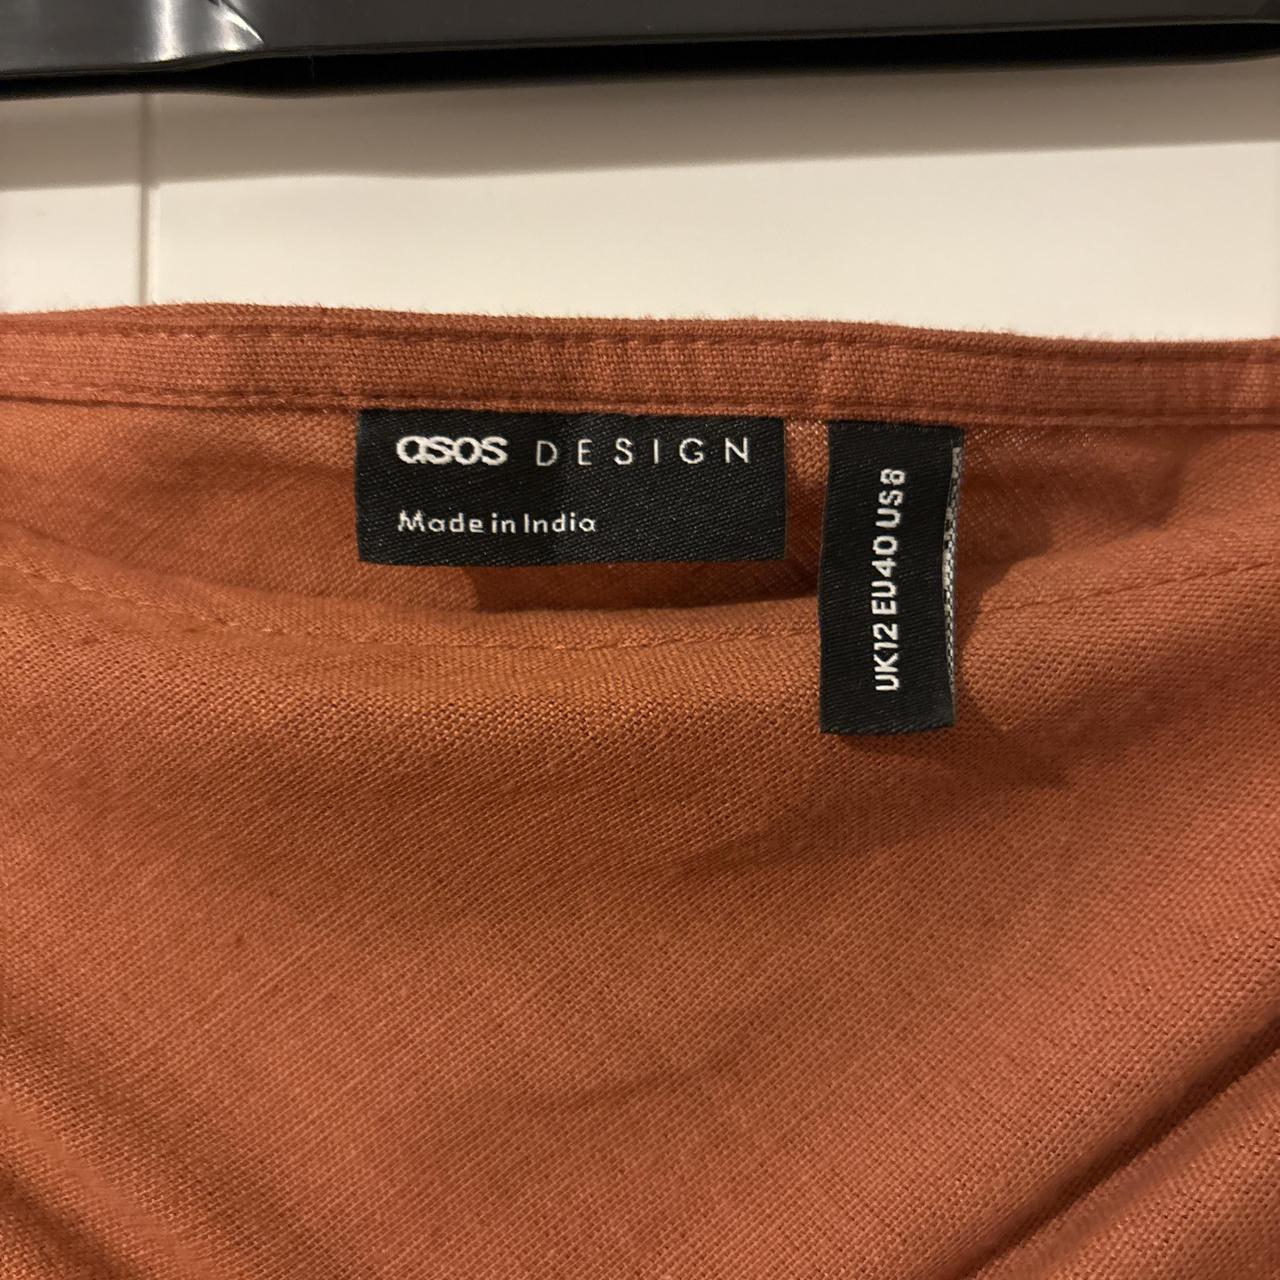 asos DESIGN
Made in India
UK12 EU40 US8